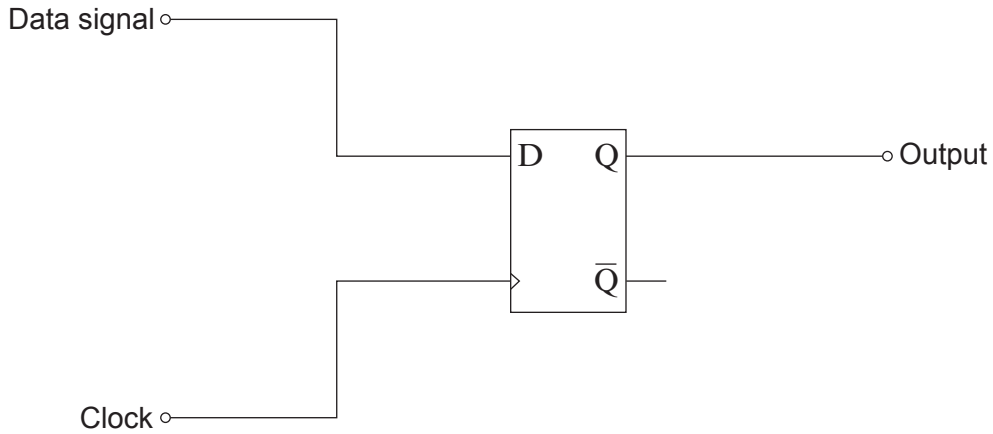 Data signal
D Q
Output
Q̅
Clock